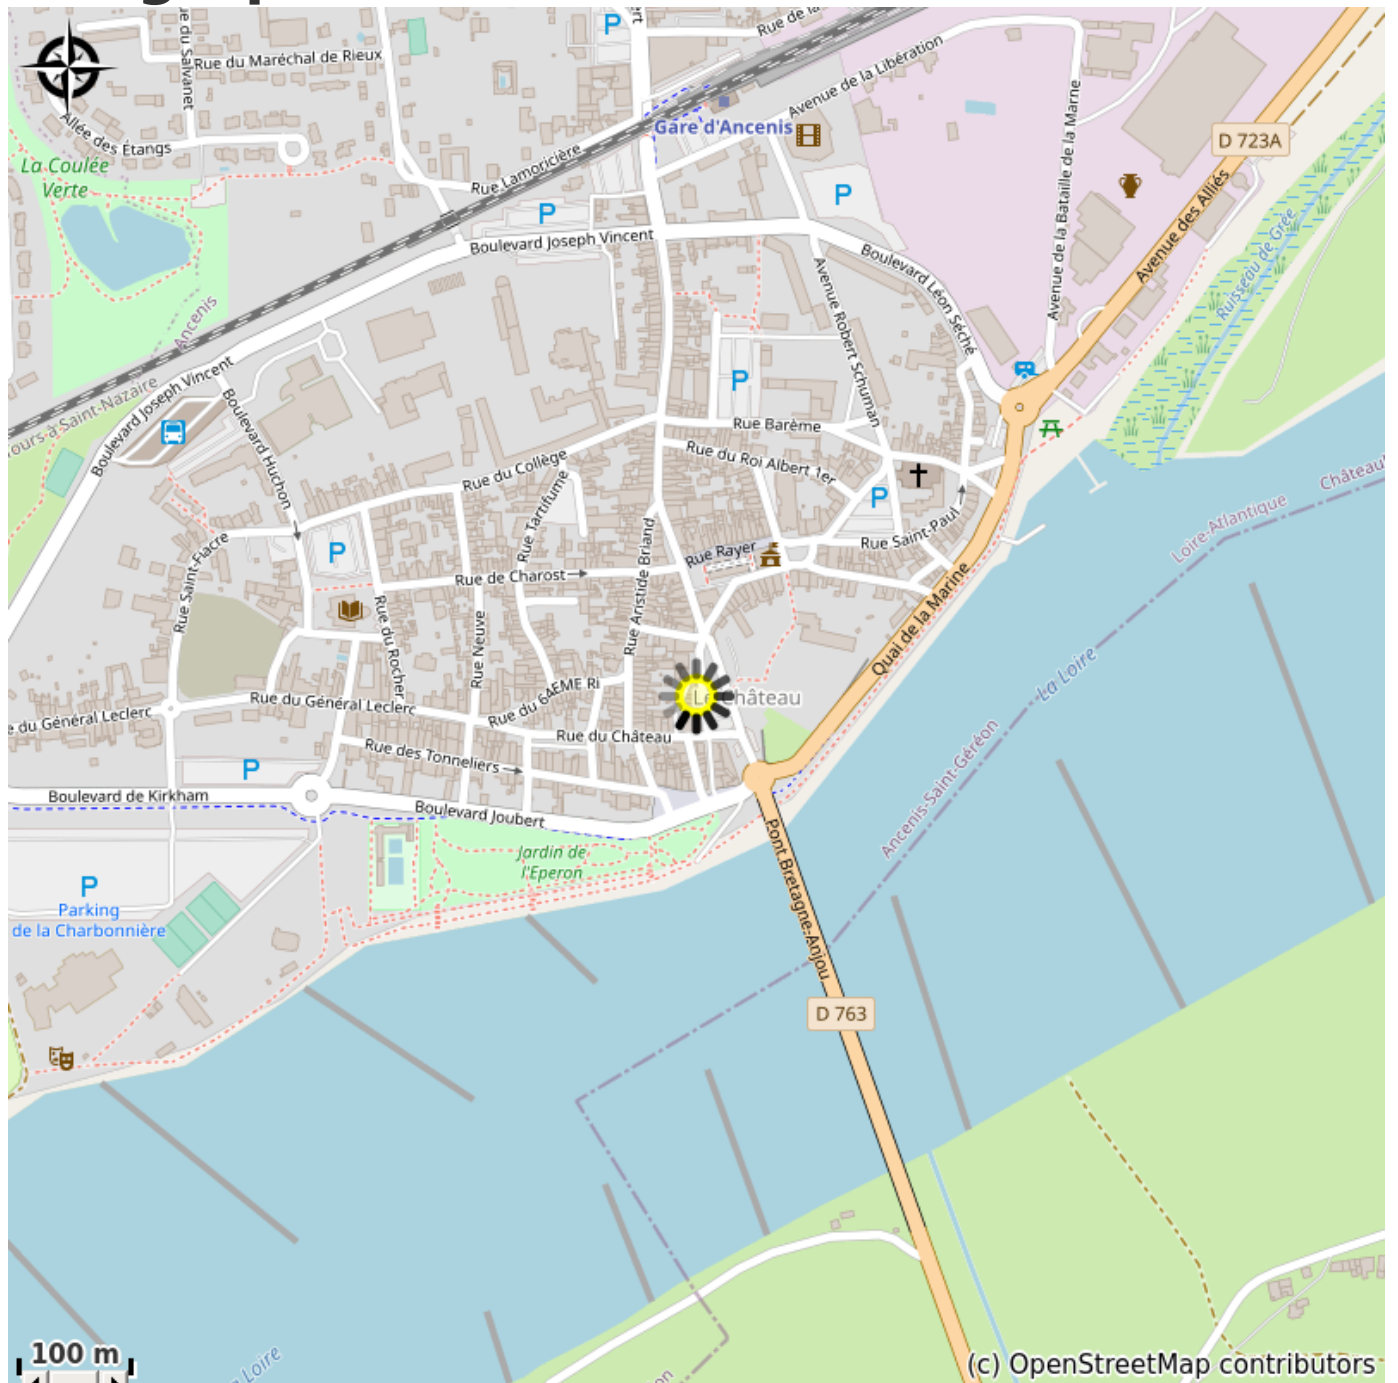 Rue du Maréchal de Rieux
Rue de la
Avenue de la Libération
Gare d'Ancenis
Allée des Étangs
La Coulée
Verte
Rue Lamoricière
D 723A
Avenue de la Bataille de la Marne
Avenue des Alliés
Ruisseau de Grée
Boulevard Joseph Vincent
Boulevard Léon Séché
Avenue Robert Schuman
Ancenis
Boulevard Joseph Vincent
Boulevard Huchon
Rue Barème
Rue du Roi Albert 1er
Rue du Collège
Rue Tartifume
Rue Saint-Paul
Rue Rayer
Rue Saint-Fiacre
Rue de Charost
Rue Aristide Briand
Rue Neuve
Rue du Rocher
Quai de la Marine
Loire-Atlantique
La Loire
Ancenis-Saint-Géréon
Rue du Général Leclerc
e du Général Leclerc
Rue du 6AEME Ri
Rue du Château
Rue des Tonneliers
Boulevard de Kirkham
Boulevard Joubert
Jardin de
l'Eperon
Pont Bretagne-Anjou
P
Parking
de la Charbonnière
D 763
100 m
(c) OpenStreetMap contributors